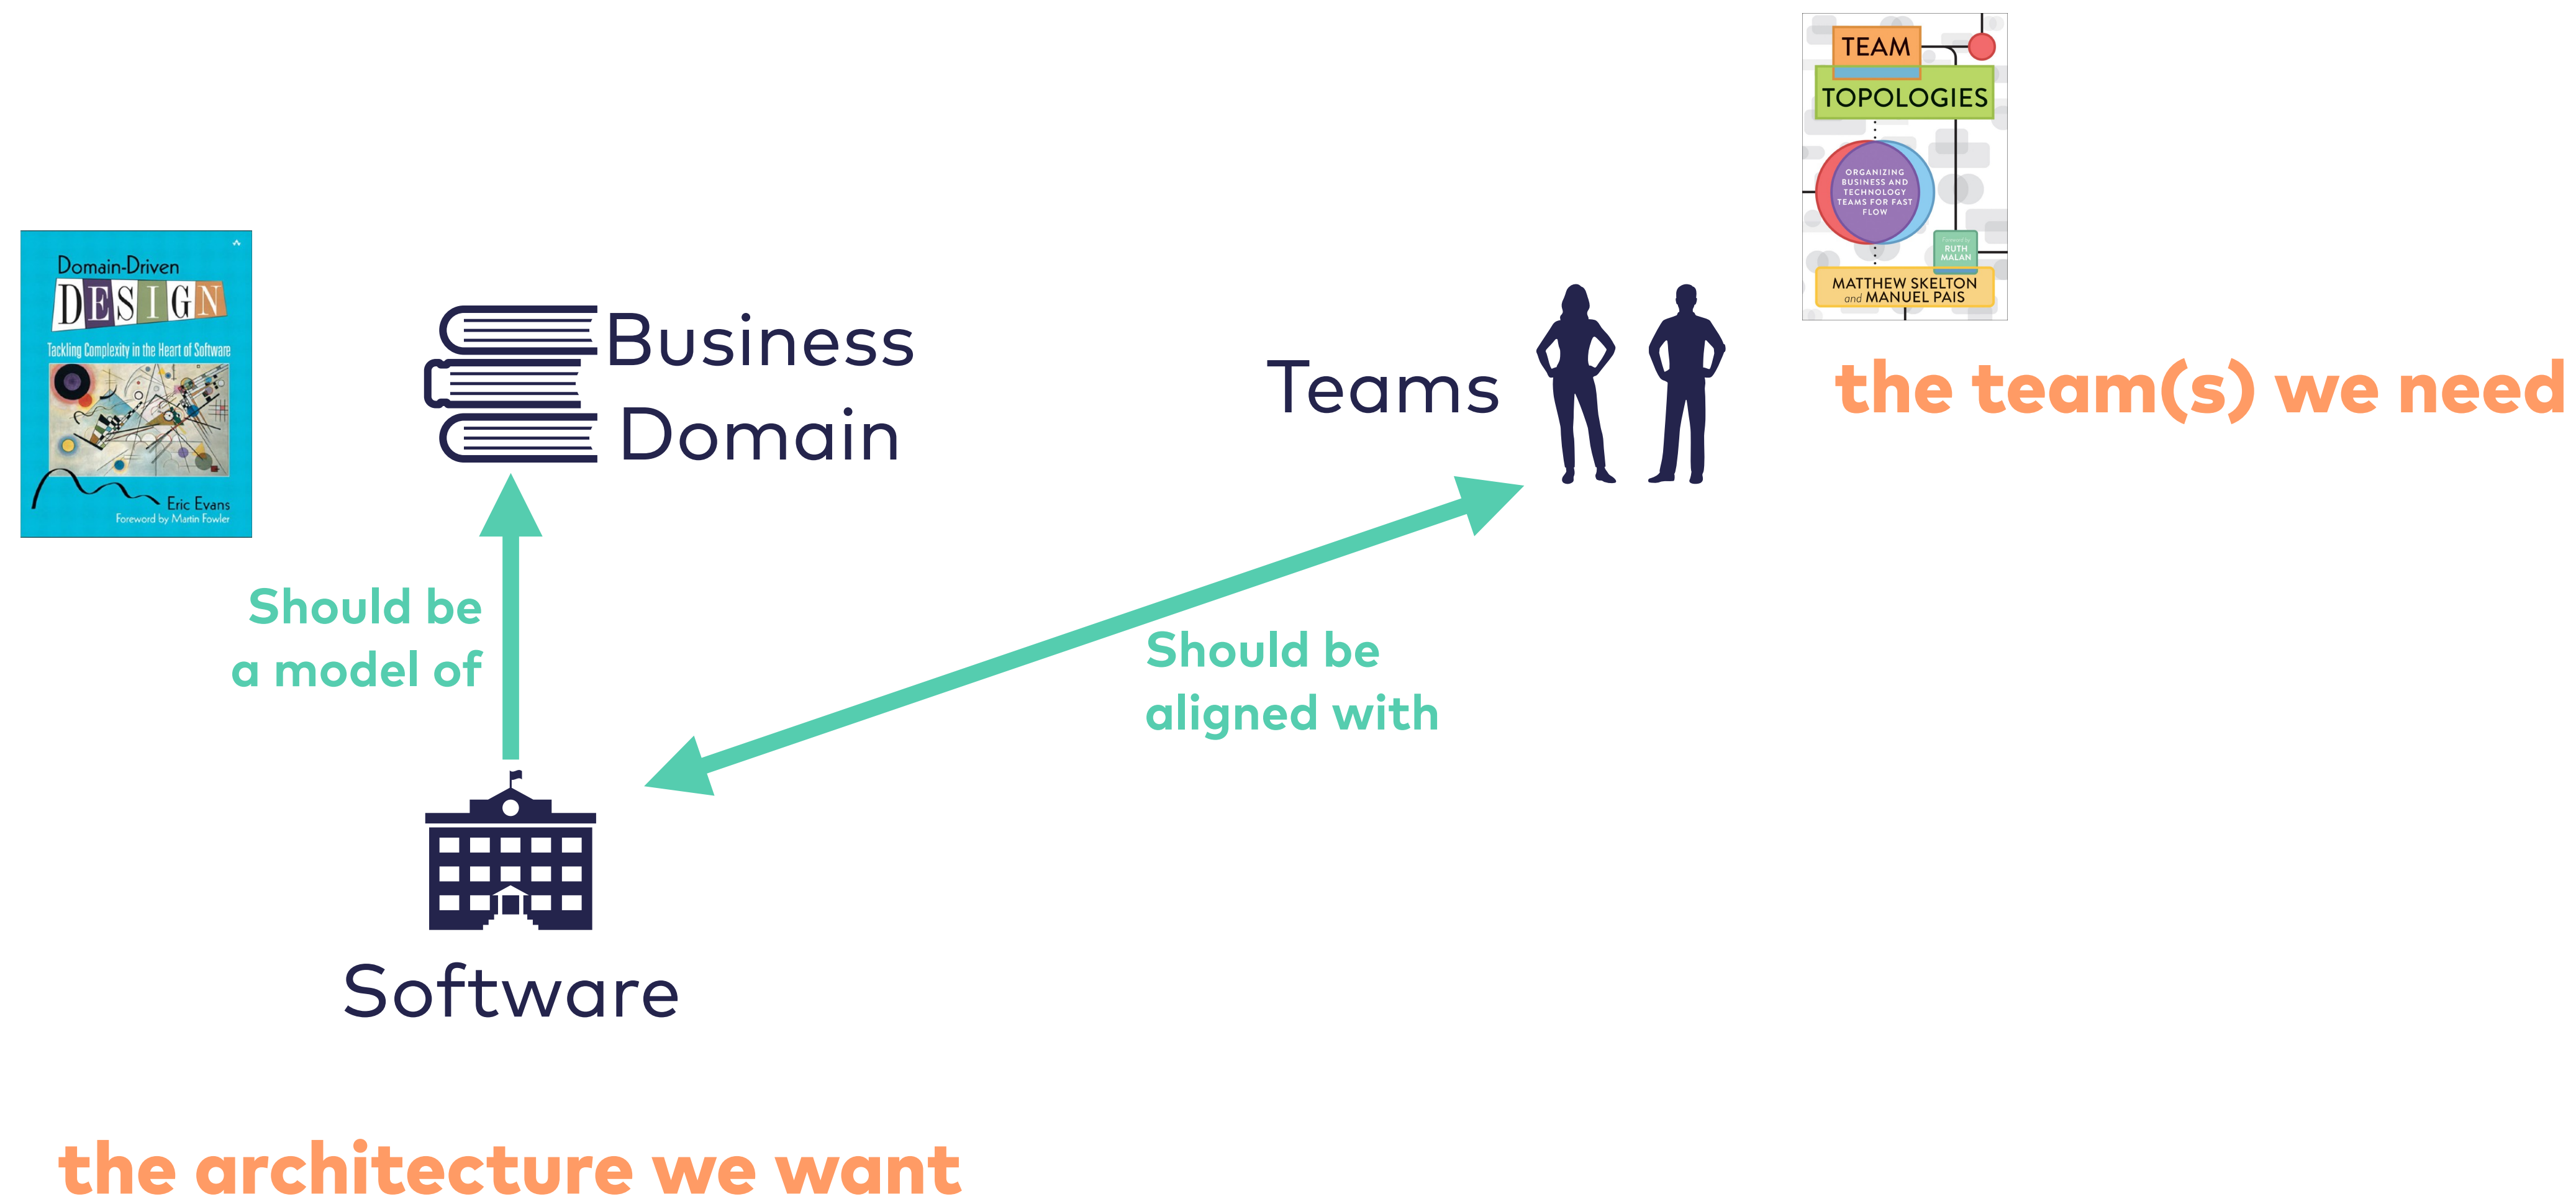 TEAM
TOPOLOGIES
ORGANIZING
BUSINESS AND
TECHNOLOGY
TEAMS FOR FAST
FLOW
Foreword by
RUTH
MALAN
MATTHEW SKELTON
and MANUEL PAIS
Domain-Driven
DESIGN
Tackling Complexity in the Heart of Software
Eric Evans
Foreword by Martin Fowler
Business
Domain
Teams
the team(s) we need
Should be
a model of
Should be
aligned with
Software
the architecture we want